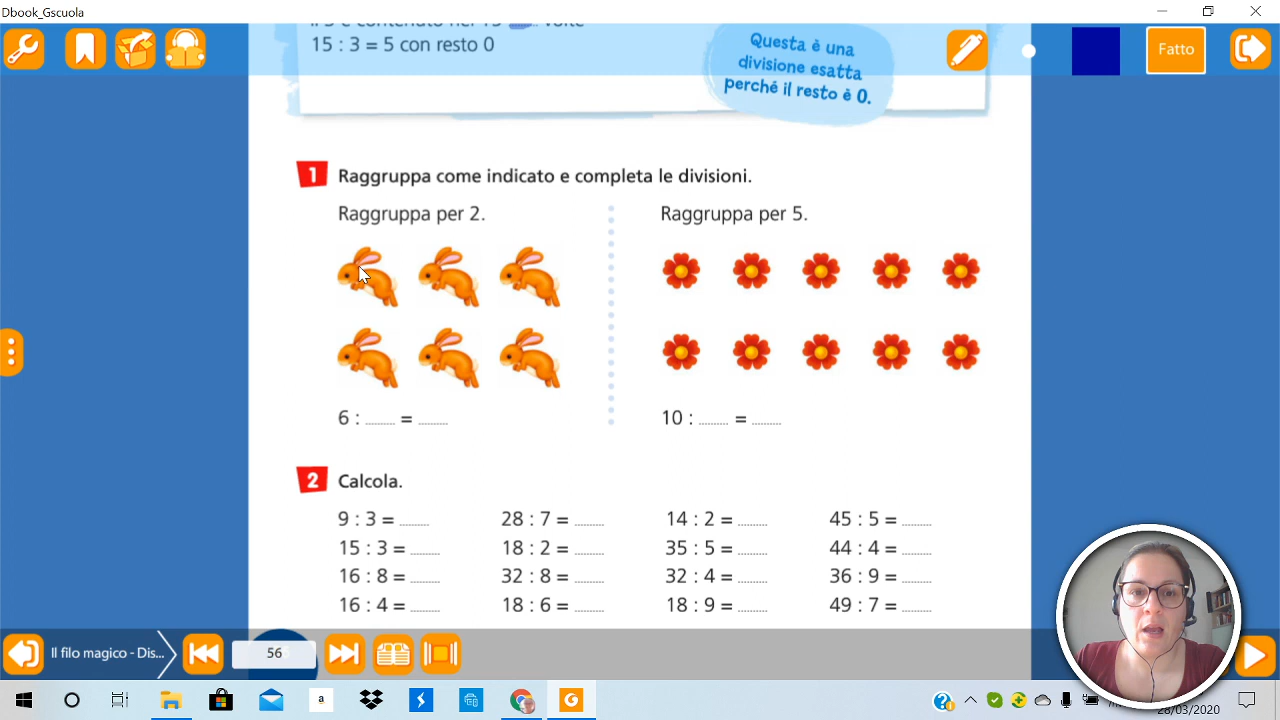 Dbook_Gscuola
15 : 3 = 5 con resto 0
Questa è una
divisione esatta
perché il resto è 0.
Fatto
1 Raggruppa come indicato e completa le divisioni.
Raggruppa per 2.
Raggruppa per 5.
6 : ........ = ........
10 : ........ = ........
2 Calcola.
9 : 3 = ........ 28 : 7 = ........ 14 : 2 = ........ 45 : 5 = ........
15 : 3 = ........ 18 : 2 = ........ 35 : 5 = ........ 44 : 4 = ........
16 : 8 = ........ 32 : 8 = ........ 32 : 4 = ........ 36 : 9 = ........
16 : 4 = ........ 18 : 6 = ........ 18 : 9 = ........ 49 : 7 = ........
Il filo magico - Dis...
56
28/03/2020